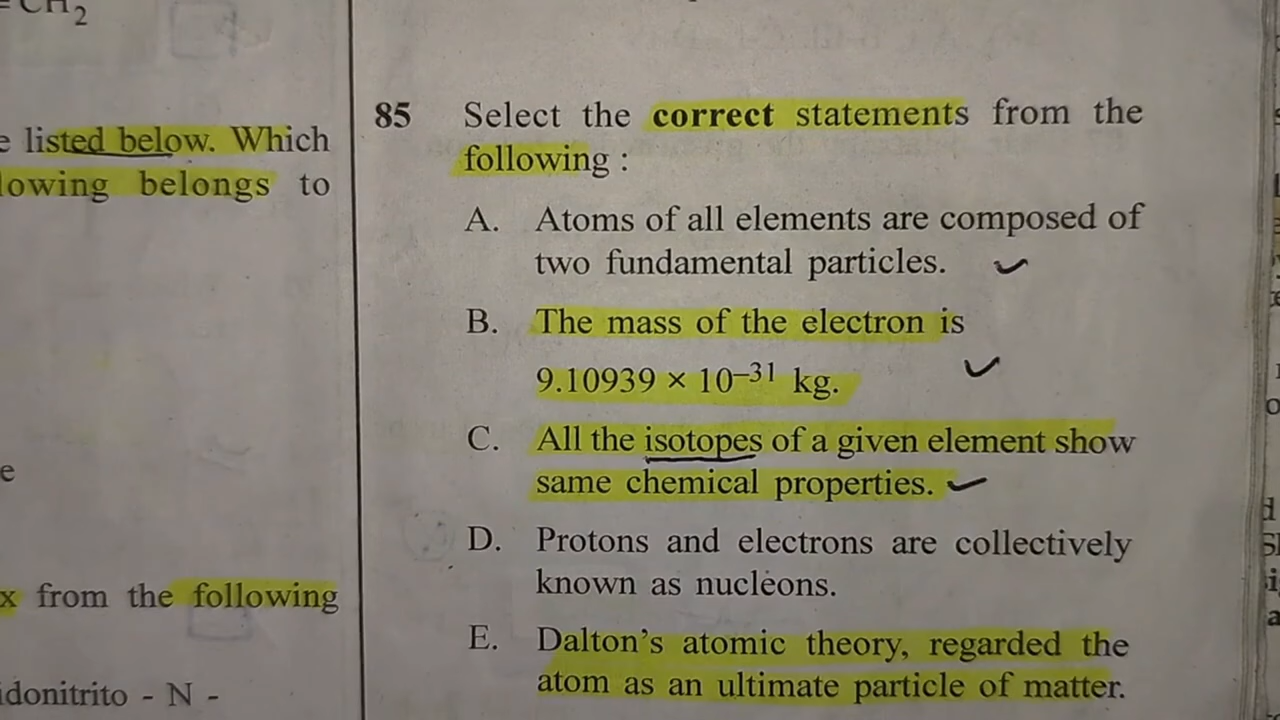 = CH2
e listed below. Which
lowing belongs to
e
x from the following
idonitrito - N -
85 Select the correct statements from the
following :
A. Atoms of all elements are composed of
two fundamental particles.
B. The mass of the electron is
9.10939 × 10⁻³¹ kg.
C. All the isotopes of a given element show
same chemical properties.
D. Protons and electrons are collectively
known as nucleons.
E. Dalton's atomic theory, regarded the
atom as an ultimate particle of matter.